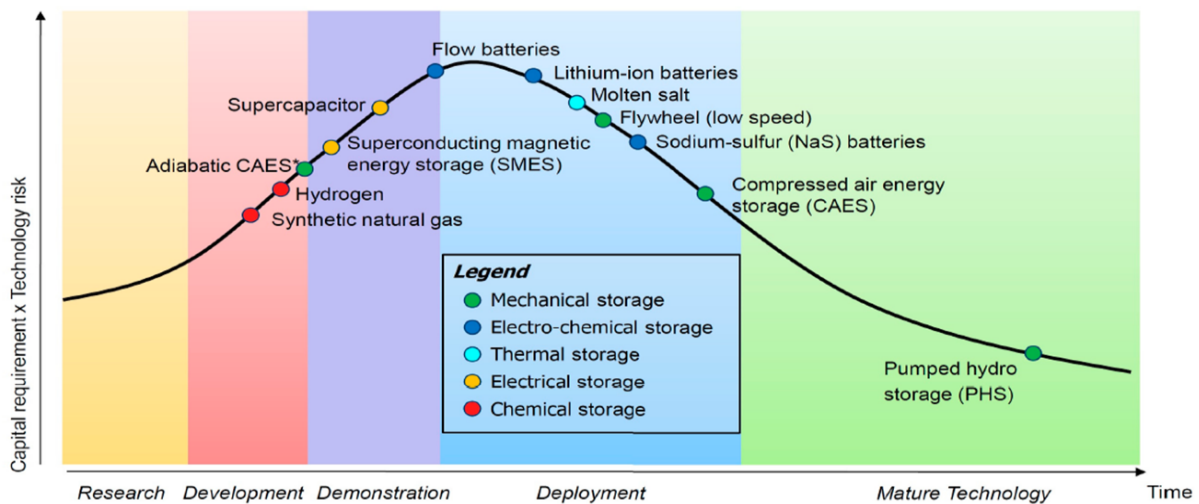 Capital requirement x Technology risk
Flow batteries
Lithium-ion batteries
Molten salt
Supercapacitor
Flywheel (low speed)
Superconducting magnetic
energy storage (SMES)
Sodium-sulfur (NaS) batteries
Adiabatic CAES*
Hydrogen
Compressed air energy
storage (CAES)
Synthetic natural gas
Legend
Mechanical storage
Electro-chemical storage
Thermal storage
Electrical storage
Chemical storage
Pumped hydro
storage (PHS)
Research
Development
Demonstration
Deployment
Mature Technology
Time